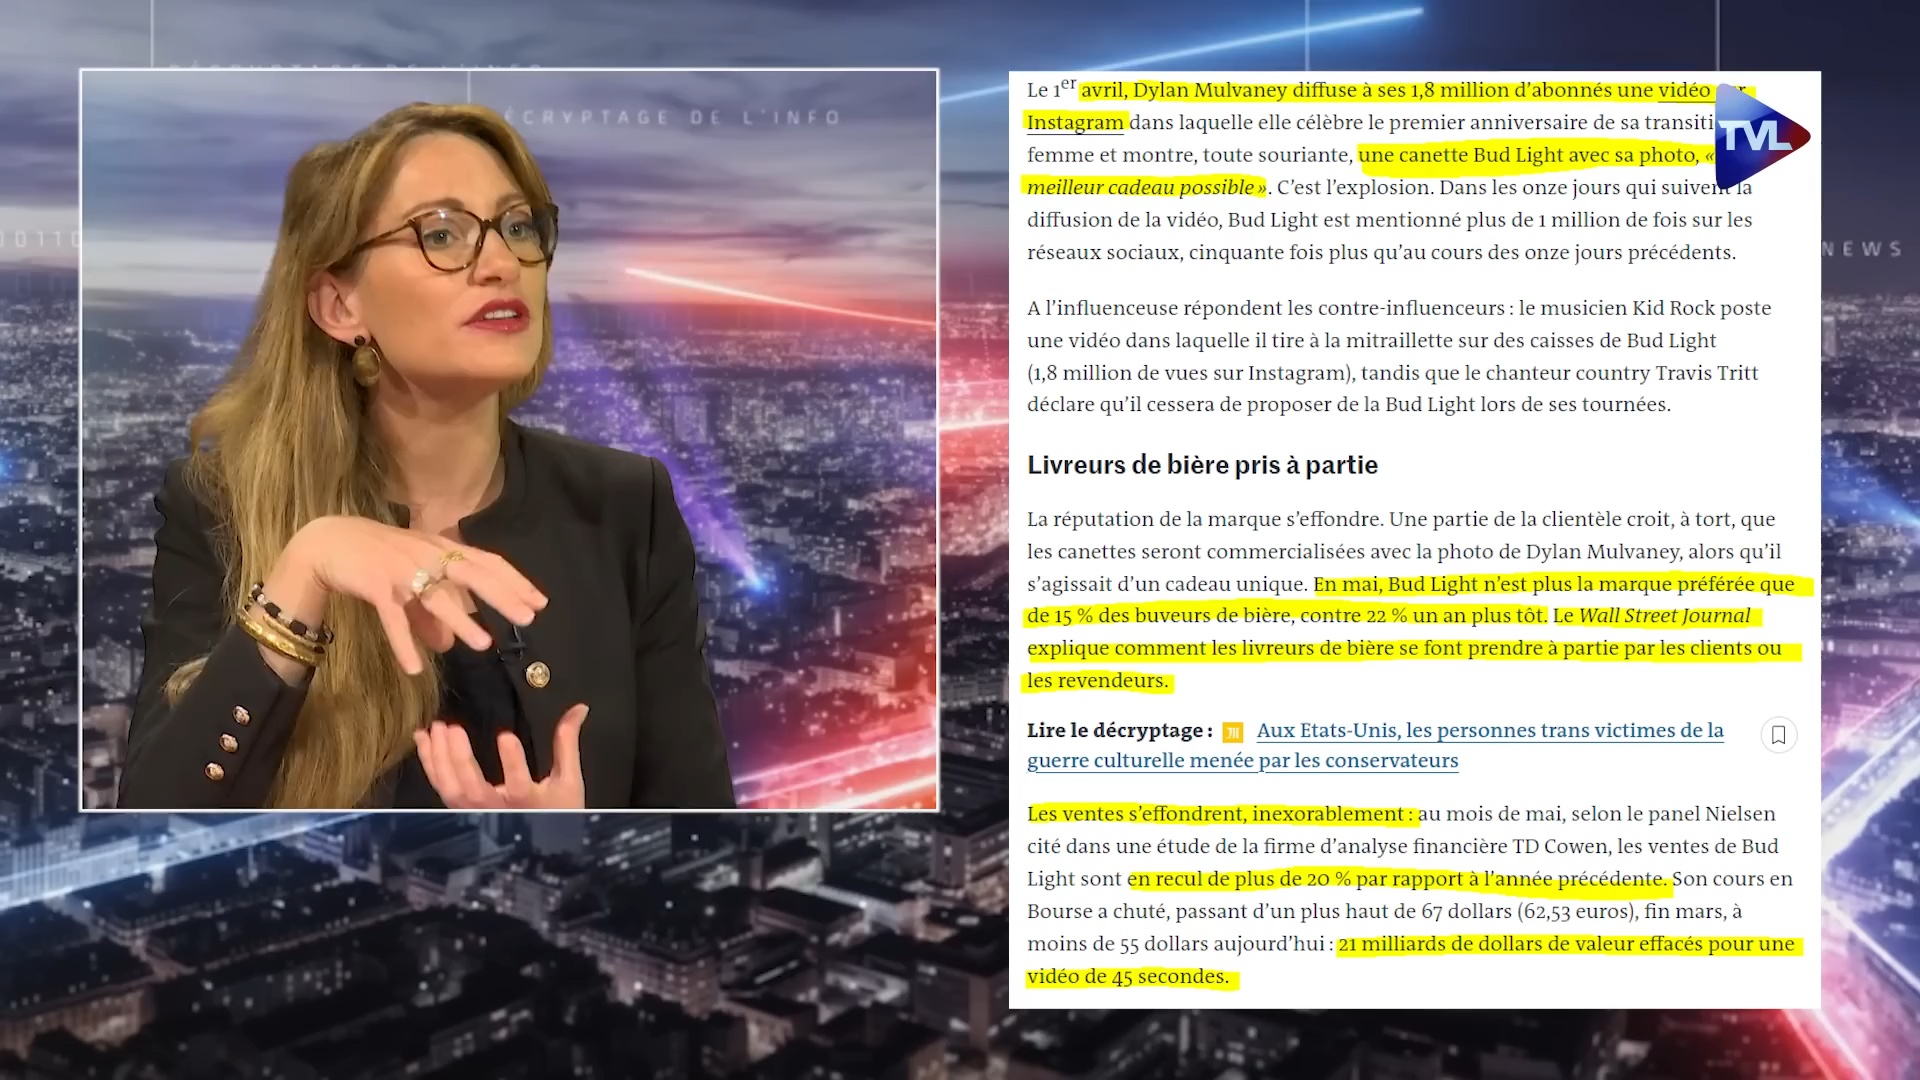 DÉCRYPTAGE DE L'INFO
ÉCRYPTAGE DE L'INFO
NEWS
TVL
Le 1er avril, Dylan Mulvaney diffuse à ses 1,8 million d’abonnés une vidéo
Instagram dans laquelle elle célèbre le premier anniversaire de sa transiti
femme et montre, toute souriante, une canette Bud Light avec sa photo, «
meilleur cadeau possible ». C’est l’explosion. Dans les onze jours qui suivent la
diffusion de la vidéo, Bud Light est mentionné plus de 1 million de fois sur les
réseaux sociaux, cinquante fois plus qu’au cours des onze jours précédents.
A l’influenceuse répondent les contre-influenceurs : le musicien Kid Rock poste
une vidéo dans laquelle il tire à la mitraillette sur des caisses de Bud Light
(1,8 million de vues sur Instagram), tandis que le chanteur country Travis Tritt
déclare qu’il cessera de proposer de la Bud Light lors de ses tournées.
Livreurs de bière pris à partie
La réputation de la marque s’effondre. Une partie de la clientèle croit, à tort, que
les canettes seront commercialisées avec la photo de Dylan Mulvaney, alors qu’il
s’agissait d’un cadeau unique. En mai, Bud Light n’est plus la marque préférée que
de 15 % des buveurs de bière, contre 22 % un an plus tôt. Le Wall Street Journal
explique comment les livreurs de bière se font prendre à partie par les clients ou
les revendeurs.
Lire le décryptage : Aux Etats-Unis, les personnes trans victimes de la
guerre culturelle menée par les conservateurs
Les ventes s’effondrent, inexorablement : au mois de mai, selon le panel Nielsen
cité dans une étude de la firme d’analyse financière TD Cowen, les ventes de Bud
Light sont en recul de plus de 20 % par rapport à l’année précédente. Son cours en
Bourse a chuté, passant d’un plus haut de 67 dollars (62,53 euros), fin mars, à
moins de 55 dollars aujourd’hui : 21 milliards de dollars de valeur effacés pour une
vidéo de 45 secondes.